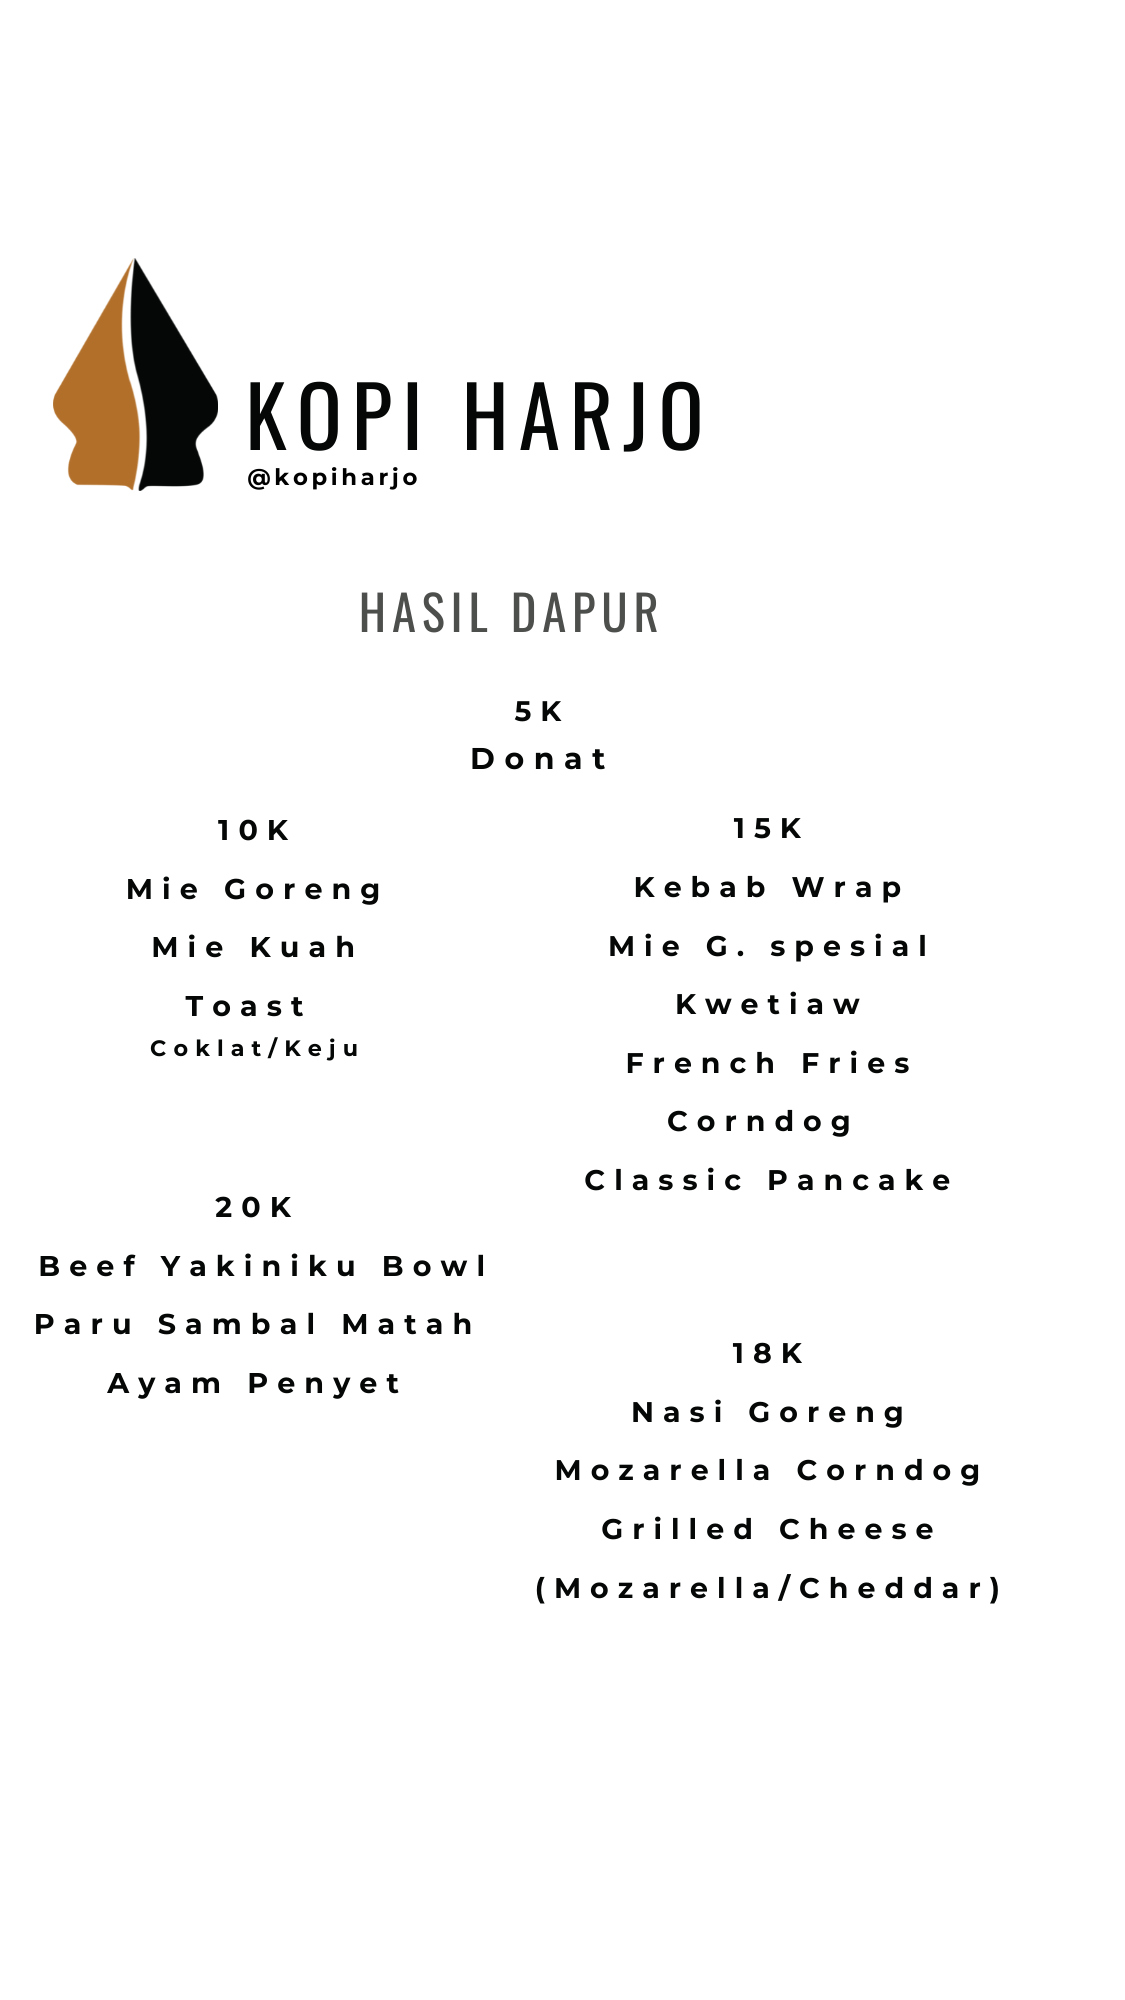 KOPI HARJO
@kopiharjo
HASIL DAPUR
5K
Donat
10K
Mie Goreng
Mie Kuah
Toast
Coklat/Keju
15K
Kebab Wrap
Mie G. spesial
Kwetiaw
French Fries
Corndog
Classic Pancake
20K
Beef Yakiniku Bowl
Paru Sambal Matah
Ayam Penyet
18K
Nasi Goreng
Mozarella Corndog
Grilled Cheese
(Mozarella/Cheddar)